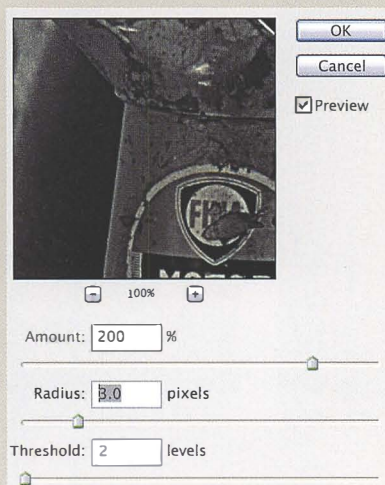 OK
Cancel
Preview
100%
Amount: 200 %
Radius: 3.0 pixels
Threshold: 2 levels